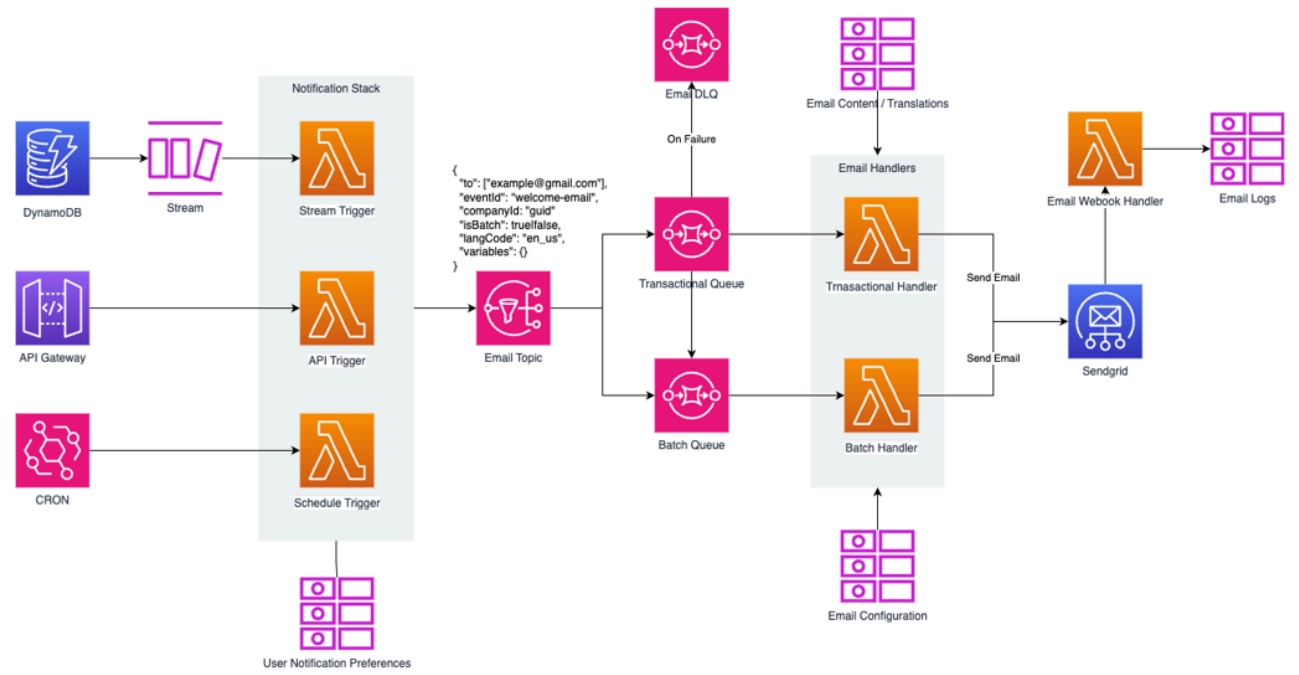 Notification Stack
DynamoDB
Stream
Stream Trigger
API Gateway
API Trigger
CRON
Schedule Trigger
User Notification Preferences
{
"to": ["example@gmail.com"],
"eventId": "welcome-email",
"companyId: "guid"
"isBatch": true|false,
"langCode": "en_us",
"variables": {}
}
Email Topic
Email DLQ
On Failure
Transactional Queue
Batch Queue
Email Content / Translations
Email Handlers
Trnasactional Handler
Batch Handler
Email Configuration
Send Email
Send Email
Sendgrid
Email Webook Handler
Email Logs